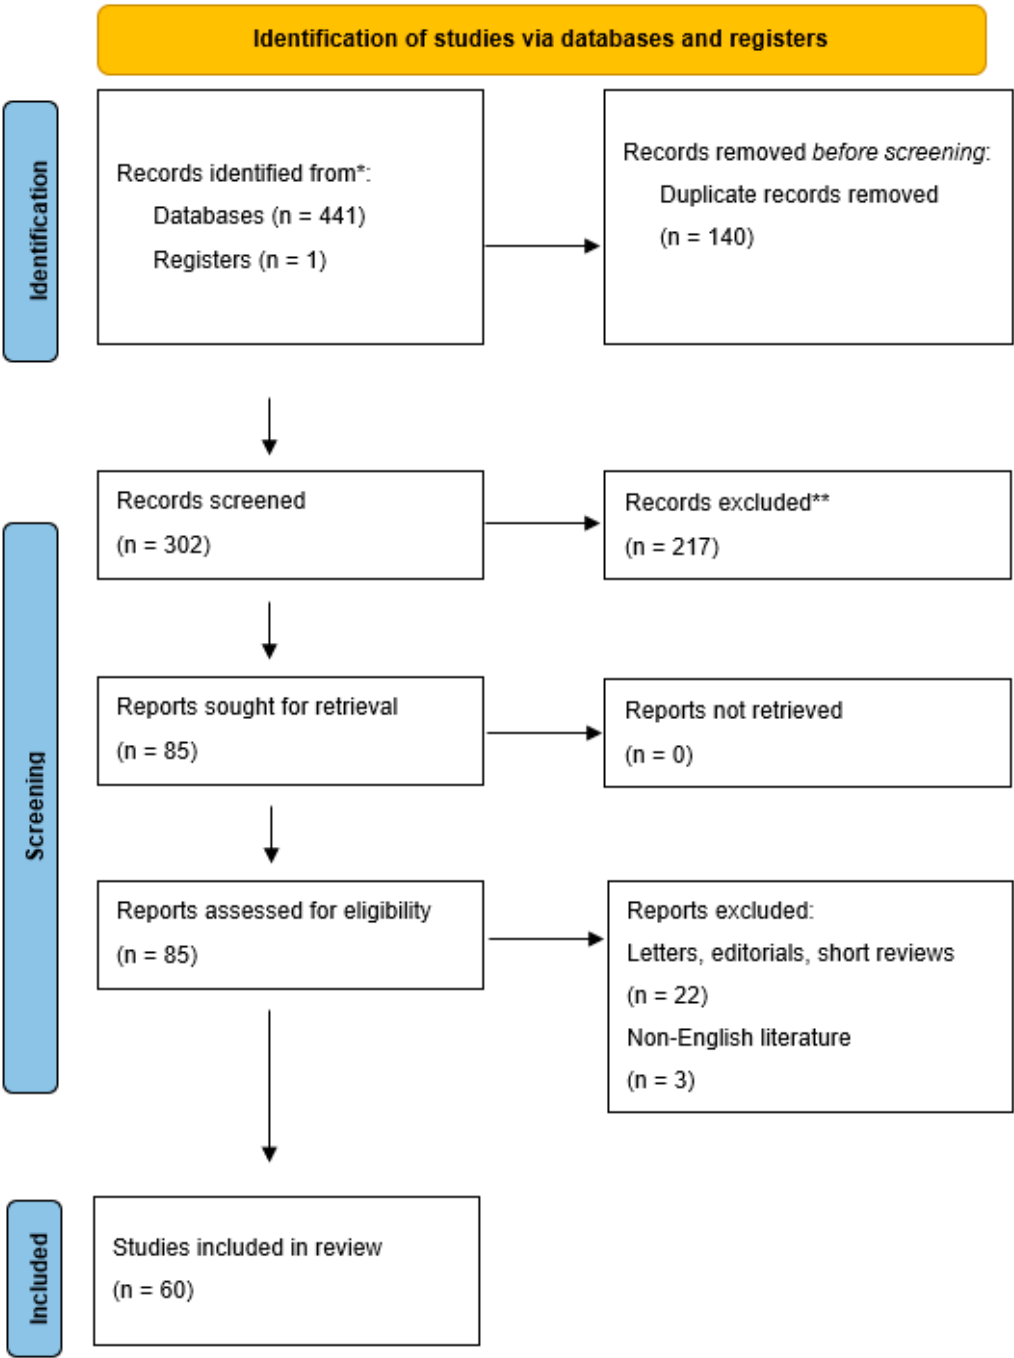 Identification of studies via databases and registers
Identification
Records identified from*:
Databases (n = 441)
Registers (n = 1)
Records removed before screening:
Duplicate records removed
(n = 140)
Screening
Records screened
(n = 302)
Records excluded**
(n = 217)
Reports sought for retrieval
(n = 85)
Reports not retrieved
(n = 0)
Reports assessed for eligibility
(n = 85)
Reports excluded:
Letters, editorials, short reviews
(n = 22)
Non-English literature
(n = 3)
Included
Studies included in review
(n = 60)